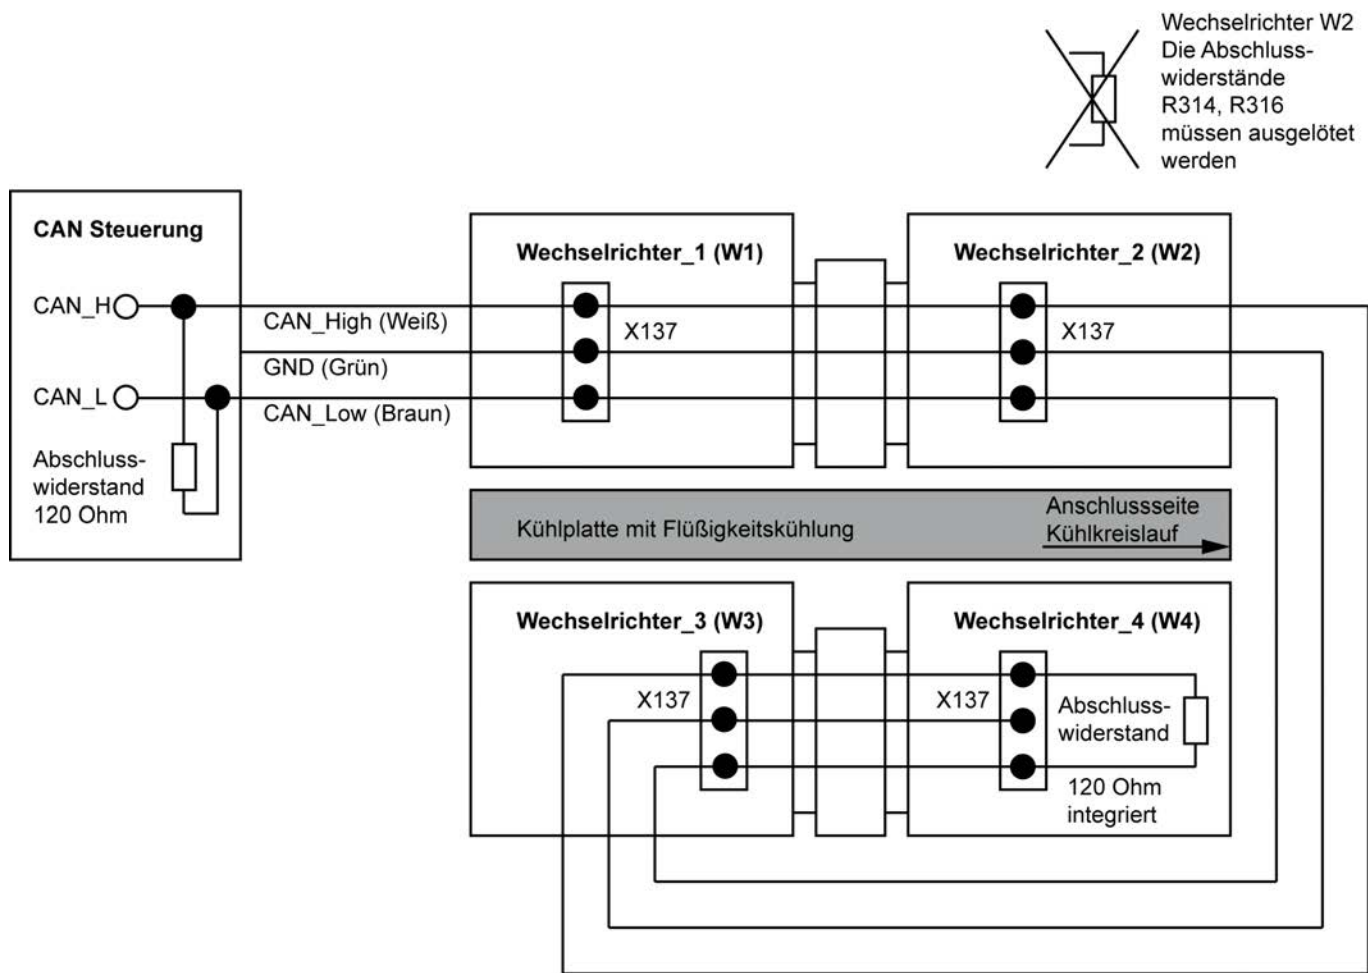 Wechselrichter W2
Die Abschluss-
widerstände
R314, R316
müssen ausgelötet
werden
CAN Steuerung
CAN_H
CAN_L
Abschluss-
widerstand
120 Ohm
CAN_High (Weiß)
GND (Grün)
CAN_Low (Braun)
Wechselrichter_1 (W1)
X137
Wechselrichter_2 (W2)
X137
Kühlplatte mit Flüßigkeitskühlung
Anschlussseite
Kühlkreislauf
Wechselrichter_3 (W3)
X137
Wechselrichter_4 (W4)
X137
Abschluss-
widerstand
120 Ohm
integriert